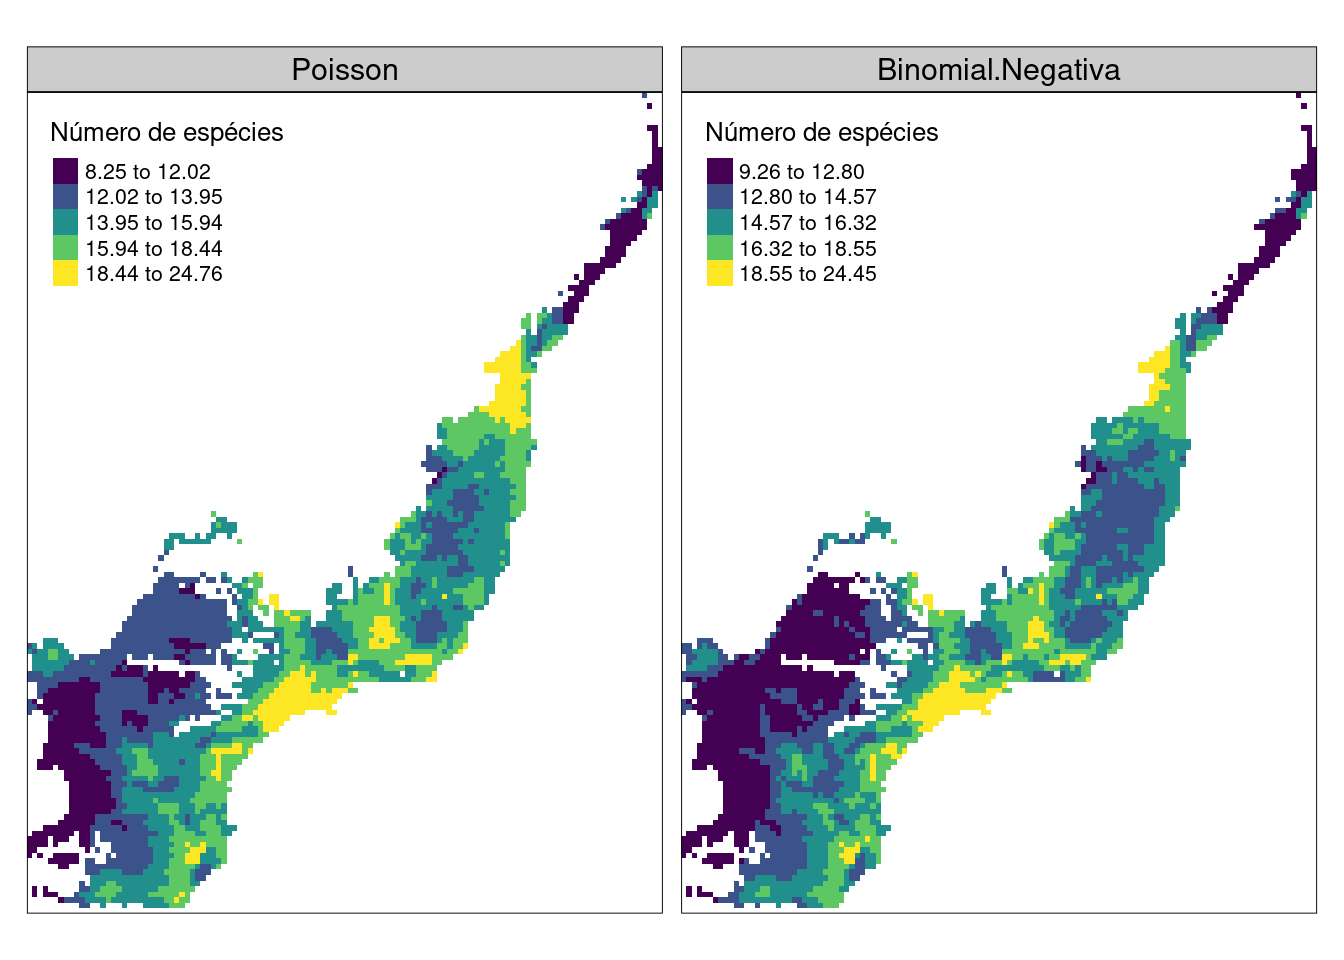 Poisson
Número de espécies
8.25 to 12.02
12.02 to 13.95
13.95 to 15.94
15.94 to 18.44
18.44 to 24.76
Binomial.Negativa
Número de espécies
9.26 to 12.80
12.80 to 14.57
14.57 to 16.32
16.32 to 18.55
18.55 to 24.45